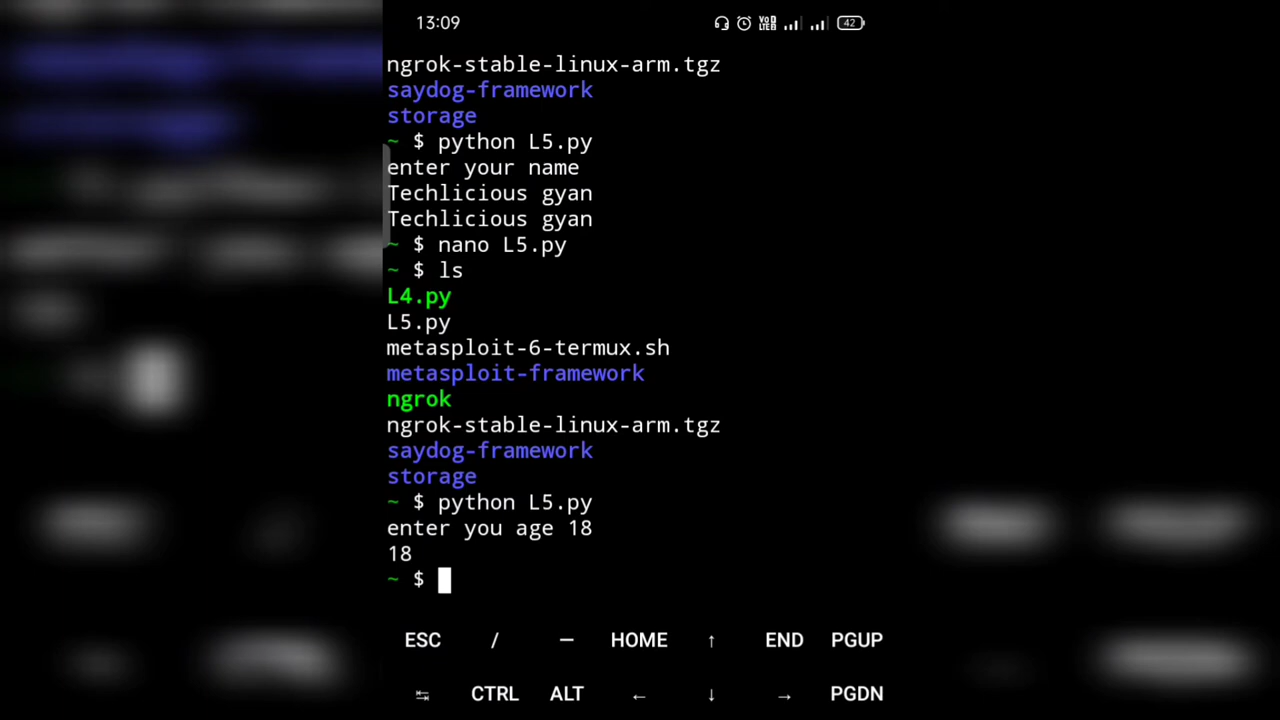 13:09
VoD LTE2 42
ngrok-stable-linux-arm.tgz
saydog-framework
storage
~ $ python L5.py
enter your name
Techlicious gyan
Techlicious gyan
~ $ nano L5.py
~ $ ls
L4.py
L5.py
metasploit-6-termux.sh
metasploit-framework
ngrok
ngrok-stable-linux-arm.tgz
saydog-framework
storage
~ $ python L5.py
enter you age 18
18
~ $
ESC / — HOME ↑ END PGUP
↹ CTRL ALT ← ↓ → PGDN